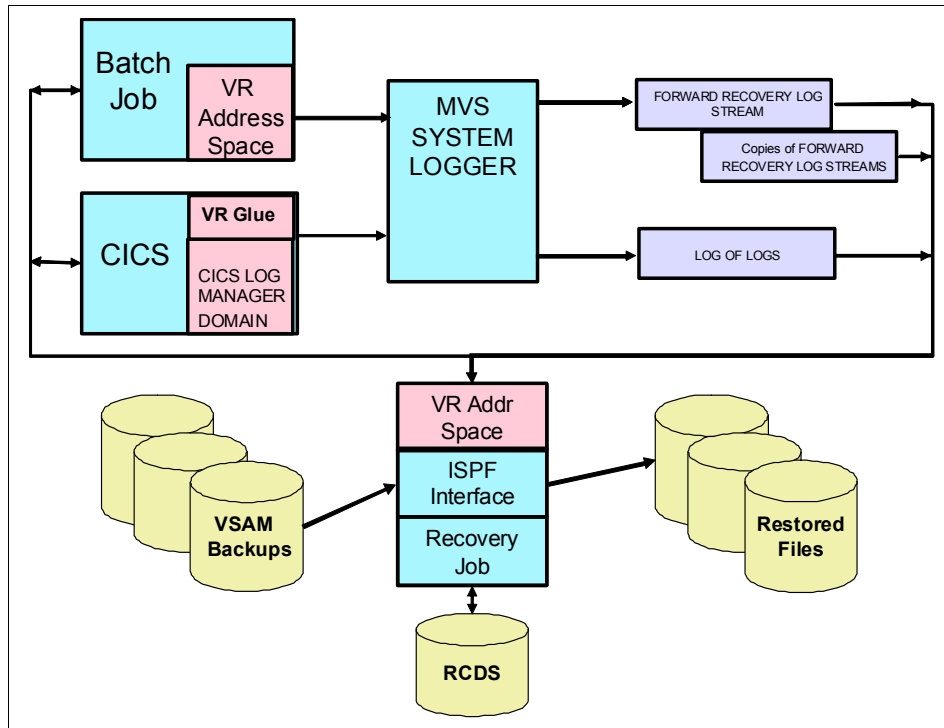 Batch
Job
VR
Address
Space
MVS
SYSTEM
LOGGER
FORWARD RECOVERY LOG
STREAM
Copies of FORWARD
RECOVERY LOG STREAMS
VR Glue
CICS
CICS LOG
MANAGER
DOMAIN
LOG OF LOGS
VR Addr
Space
ISPF
Interface
Recovery
Job
VSAM
Backups
Restored
Files
RCDS